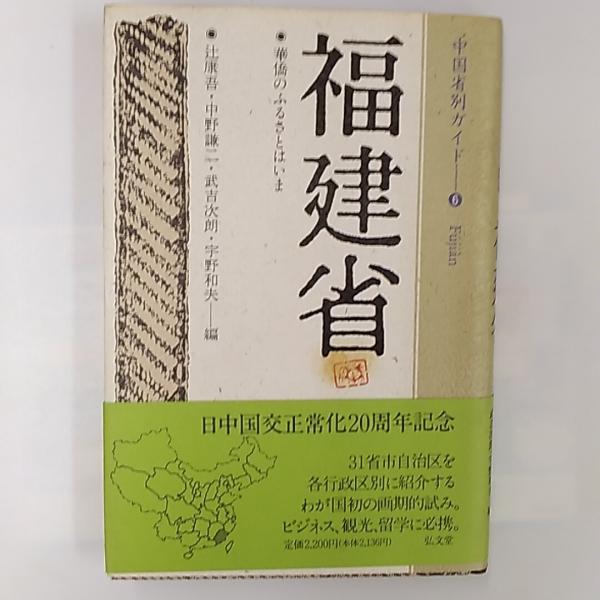 中国省別ガイド──6 Fújiàn
福建省
●華僑のふるさとはいま
●辻康吾・中野謙二・武吉次朗・宇野和夫──編
日中国交正常化20周年記念
31省市自治区を
各行政区別に紹介する
わが国初の画期的試み。
ビジネス、観光、留学に必携。
定価2,200円(本体2,136円) 弘文堂